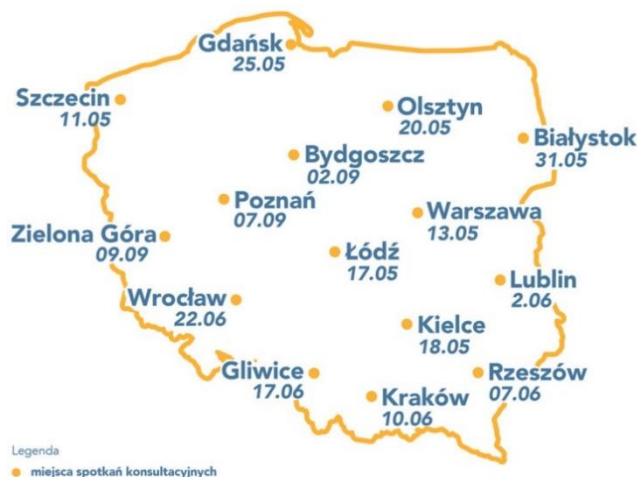 Gdańsk
25.05
Szczecin
11.05
Olsztyn
20.05
Białystok
31.05
Bydgoszcz
02.09
Poznań
07.09
Warszawa
13.05
Zielona Góra
09.09
Łódź
17.05
Lublin
2.06
Wrocław
22.06
Kielce
18.05
Gliwice
17.06
Rzeszów
07.06
Kraków
10.06
Legenda
miejsca spotkań konsultacyjnych